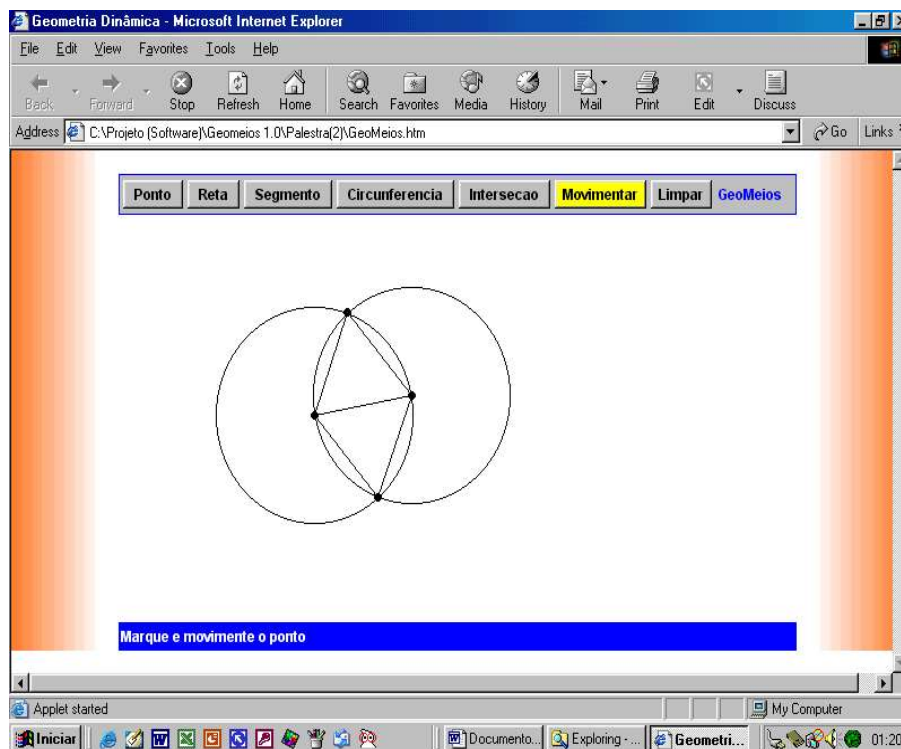 Geometria Dinâmica - Microsoft Internet Explorer
File Edit View Favorites Tools Help
Back Forward Stop Refresh Home Search Favorites Media History Mail Print Edit Discuss
Address C:\Projeto (Software)\Geomeios 1.0\Palestra(2)\GeoMeios.htm Go Links
Ponto Reta Segmento Circunferência Intersecao Movimentar Limpar GeoMeios
Marque e movimente o ponto
Applet started My Computer
Iniciar Documento... Exploring - ... Geometri... 01:20